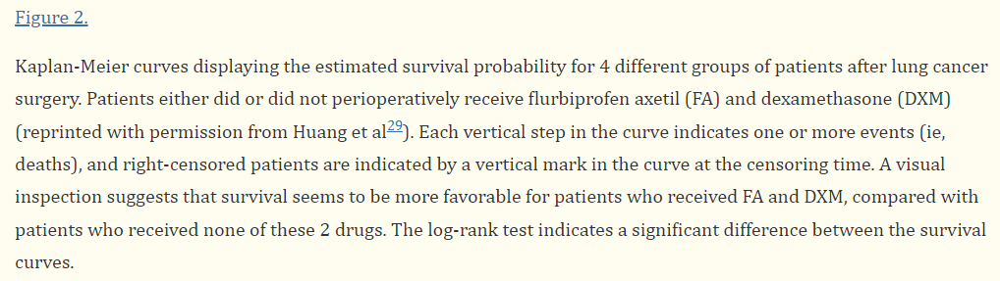 Figure 2.
Kaplan-Meier curves displaying the estimated survival probability for 4 different groups of patients after lung cancer
surgery. Patients either did or did not perioperatively receive flurbiprofen axetil (FA) and dexamethasone (DXM)
(reprinted with permission from Huang et al29). Each vertical step in the curve indicates one or more events (ie,
deaths), and right-censored patients are indicated by a vertical mark in the curve at the censoring time. A visual
inspection suggests that survival seems to be more favorable for patients who received FA and DXM, compared with
patients who received none of these 2 drugs. The log-rank test indicates a significant difference between the survival
curves.